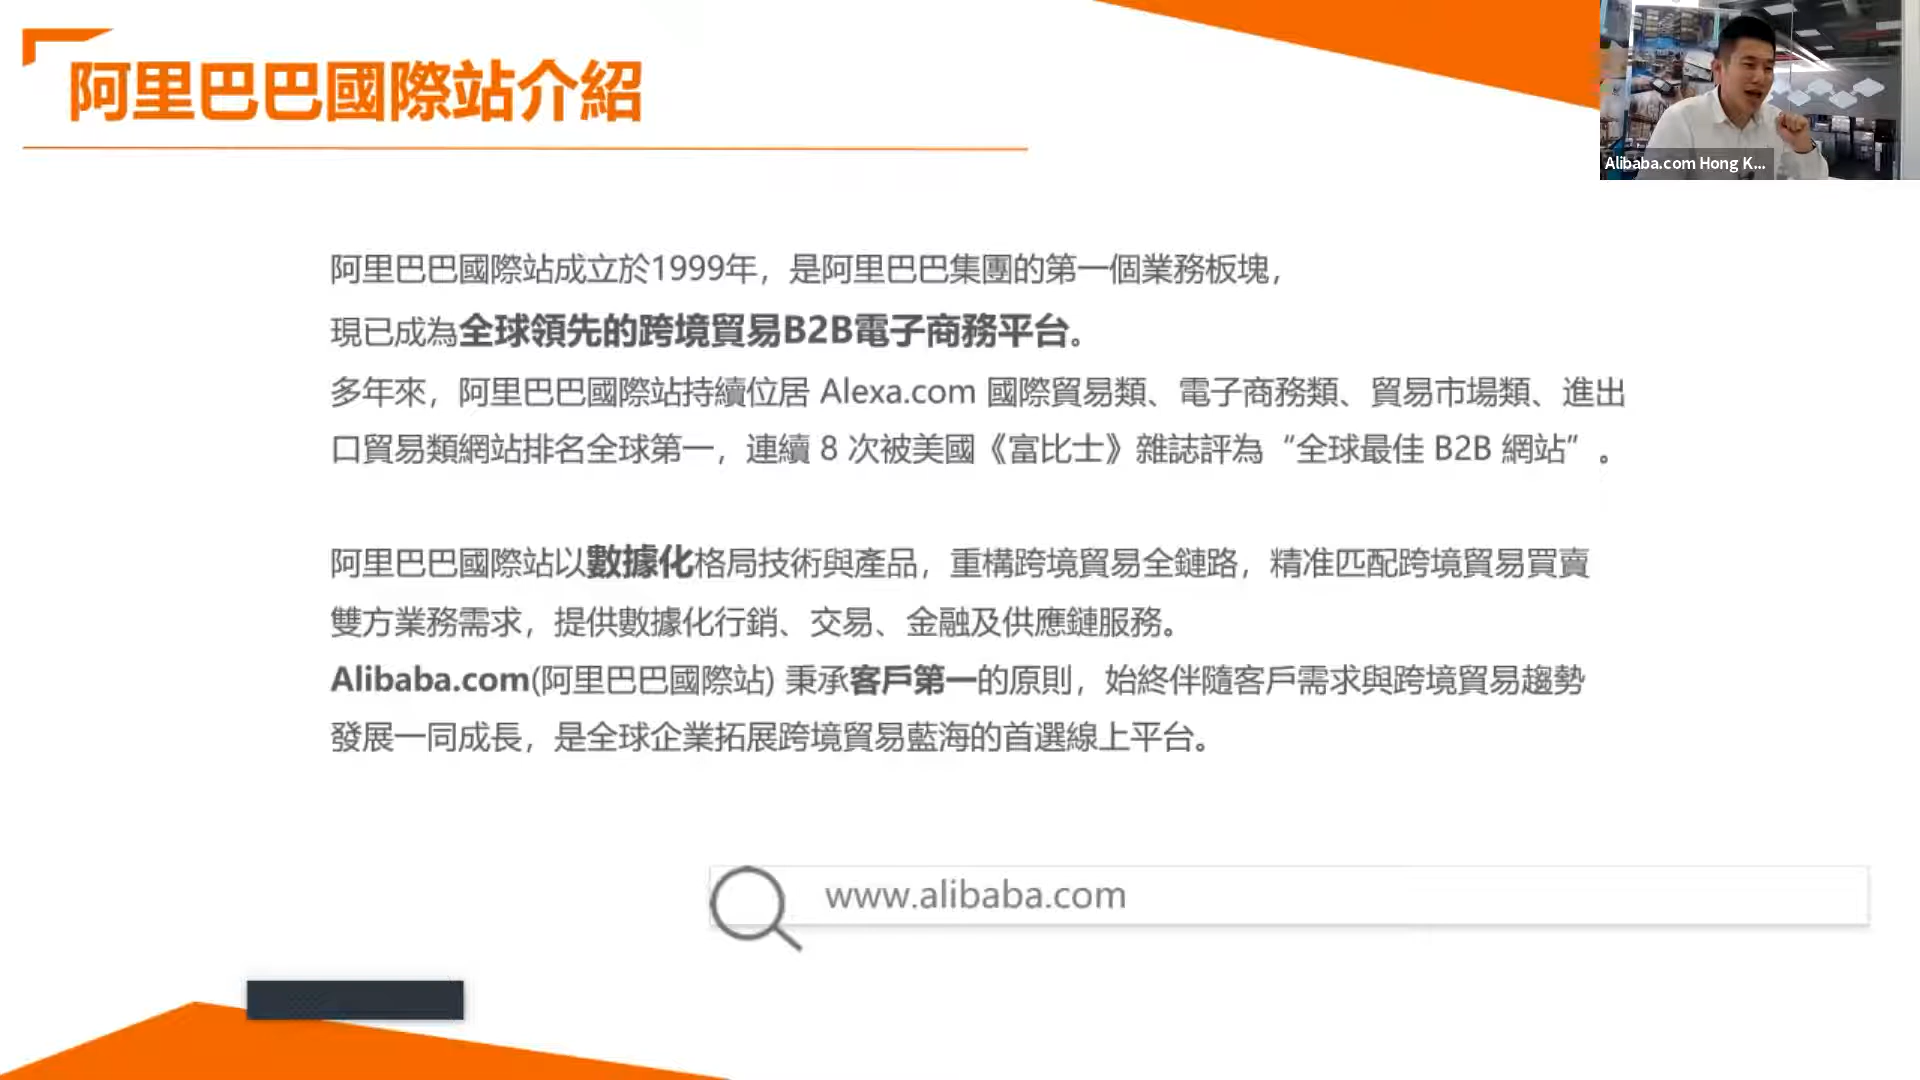 阿里巴巴國際站介紹
Alibaba.com Hong K...
阿里巴巴國際站成立於1999年，是阿里巴巴集團的第一個業務板塊，
現已成為全球領先的跨境貿易B2B電子商務平台。
多年來，阿里巴巴國際站持續位居 Alexa.com 國際貿易類、電子商務類、貿易市場類、進出
口貿易類網站排名全球第一，連續 8 次被美國《富比士》雜誌評為“全球最佳 B2B 網站”。
阿里巴巴國際站以數據化格局技術與產品，重構跨境貿易全鏈路，精准匹配跨境貿易買賣
雙方業務需求，提供數據化行銷、交易、金融及供應鏈服務。
Alibaba.com(阿里巴巴國際站) 秉承客戶第一的原則，始終伴隨客戶需求與跨境貿易趨勢
發展一同成長，是全球企業拓展跨境貿易藍海的首選線上平台。
www.alibaba.com